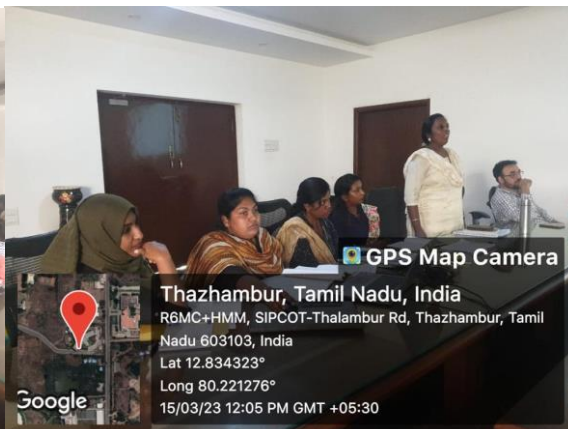 GPS Map Camera
Thazhambur, Tamil Nadu, India
R6MC+HMM, SIPCOT-Thalambur Rd, Thazhambur, Tamil
Nadu 603103, India
Lat 12.834323°
Long 80.221276°
15/03/23 12:05 PM GMT +05:30
Google